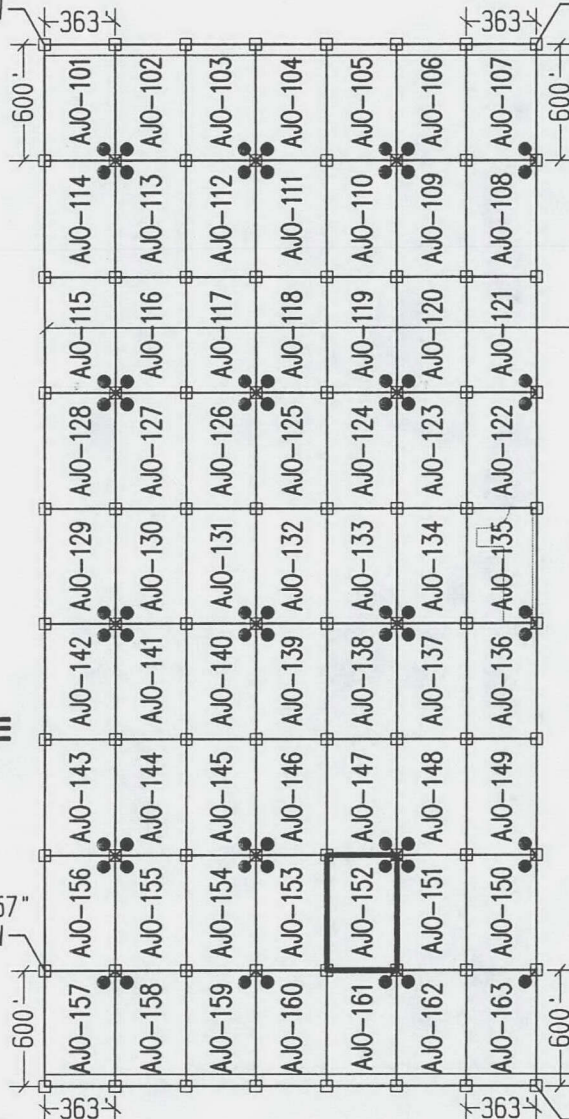 363' 363'
600' 600'
AJO-101 AJO-102 AJO-103 AJO-104 AJO-105 AJO-106 AJO-107
AJO-114 AJO-113 AJO-112 AJO-111 AJO-110 AJO-109 AJO-108
AJO-115 AJO-116 AJO-117 AJO-118 AJO-119 AJO-120 AJO-121
AJO-128 AJO-127 AJO-126 AJO-125 AJO-124 AJO-123 AJO-122
AJO-129 AJO-130 AJO-131 AJO-132 AJO-133 AJO-134 AJO-135
AJO-142 AJO-141 AJO-140 AJO-139 AJO-138 AJO-137 AJO-136
AJO-143 AJO-144 AJO-145 AJO-146 AJO-147 AJO-148 AJO-149
AJO-156 AJO-155 AJO-154 AJO-153 AJO-152 AJO-151 AJO-150
57"
AJO-157 AJO-158 AJO-159 AJO-160 AJO-161 AJO-162 AJO-163
600' 600'
363' 363'